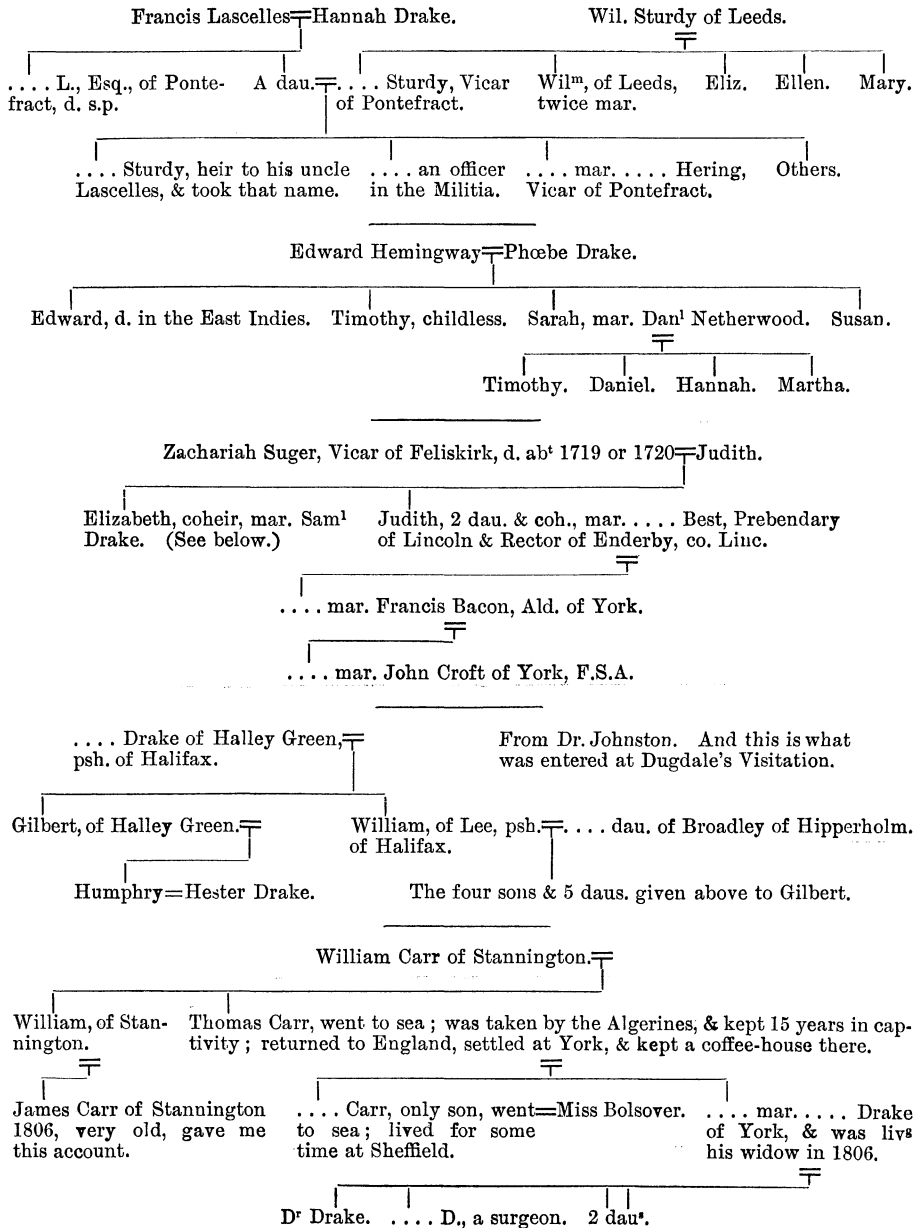 Francis Lascelles=Hannah Drake. Wil. Sturdy of Leeds.
. . . . L., Esq., of Ponte- A dau.=. . . . Sturdy, Vicar Wilᵐ, of Leeds, Eliz. Ellen. Mary.
fract, d. s.p. of Pontefract. twice mar.
. . . . Sturdy, heir to his uncle . . . . an officer . . . . mar. . . . . Hering, Others.
Lascelles, & took that name. in the Militia. Vicar of Pontefract.
Edward Hemingway=Phœbe Drake.
Edward, d. in the East Indies. Timothy, childless. Sarah, mar. Danˡ Netherwood. Susan.
Timothy. Daniel. Hannah. Martha.
Zachariah Suger, Vicar of Feliskirk, d. abᵗ 1719 or 1720=Judith.
Elizabeth, coheir, mar. Samˡ Judith, 2 dau. & coh., mar. . . . . Best, Prebendary
Drake. (See below.) of Lincoln & Rector of Enderby, co. Linc.
. . . . mar. Francis Bacon, Ald. of York.
. . . . mar. John Croft of York, F.S.A.
. . . . Drake of Halley Green,= From Dr. Johnston. And this is what
psh. of Halifax. was entered at Dugdale's Visitation.
Gilbert, of Halley Green.= William, of Lee, psh.=. . . . dau. of Broadley of Hipperholm.
of Halifax.
Humphry=Hester Drake. The four sons & 5 daus. given above to Gilbert.
William Carr of Stannington.=
William, of Stan- Thomas Carr, went to sea; was taken by the Algerines, & kept 15 years in cap-
nington. tivity; returned to England, settled at York, & kept a coffee-house there.
James Carr of Stannington . . . . Carr, only son, went=Miss Bolsover. . . . . mar. . . . . Drake
1806, very old, gave me to sea; lived for some of York, & was livᵍ
this account. time at Sheffield. his widow in 1806.
Dʳ Drake. . . . . D., a surgeon. 2 dauˢ.